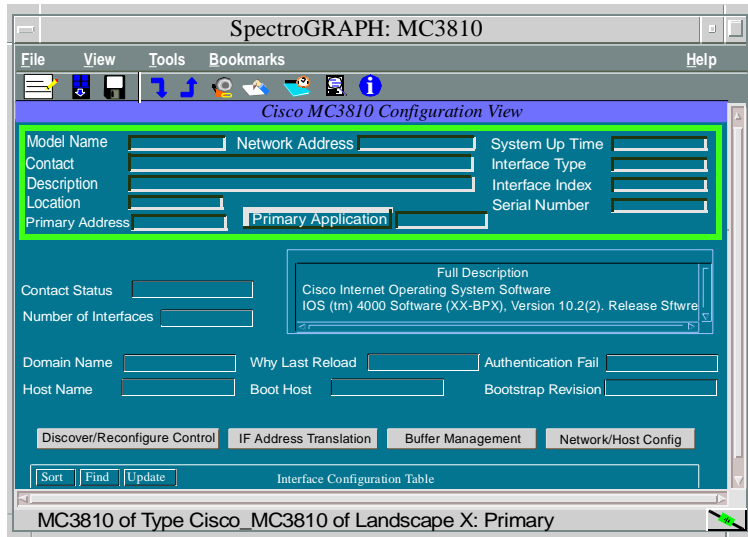 SpectroGRAPH: MC3810
File View Tools Bookmarks Help
Cisco MC3810 Configuration View
Model Name Network Address System Up Time
Contact Interface Type
Description Interface Index
Location Serial Number
Primary Address Primary Application
Full Description
Contact Status Cisco Internet Operating System Software
Number of Interfaces IOS (tm) 4000 Software (XX-BPX), Version 10.2(2). Release Sftwre
Domain Name Why Last Reload Authentication Fail
Host Name Boot Host Bootstrap Revision
Discover/Reconfigure Control IF Address Translation Buffer Management Network/Host Config
Sort Find Update Interface Configuration Table
MC3810 of Type Cisco_MC3810 of Landscape X: Primary